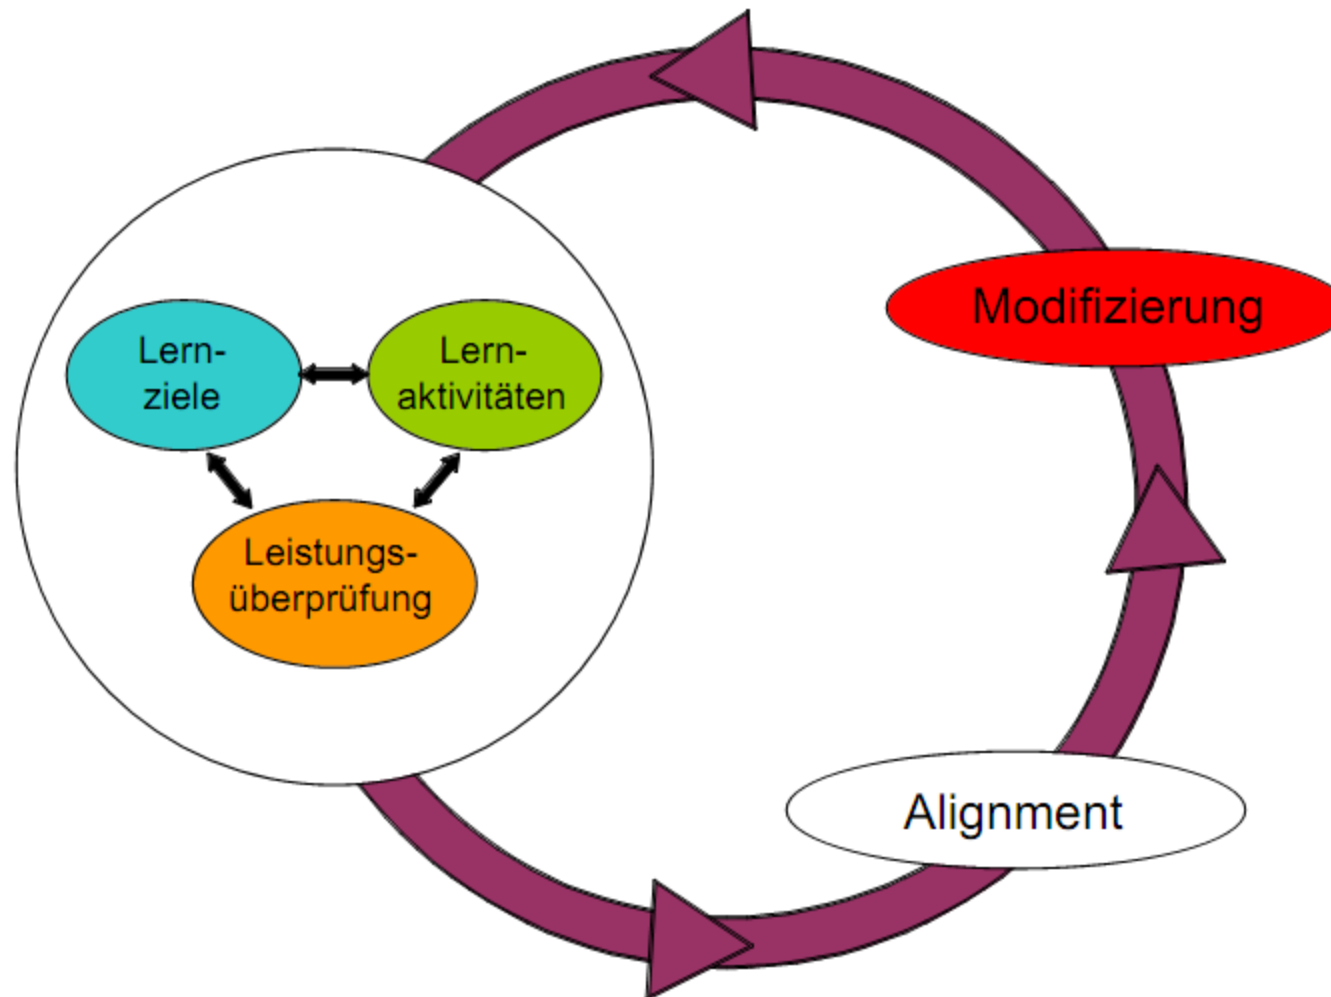 Lern-
ziele
Lern-
aktivitäten
Leistungs-
überprüfung
Modifizierung
Alignment